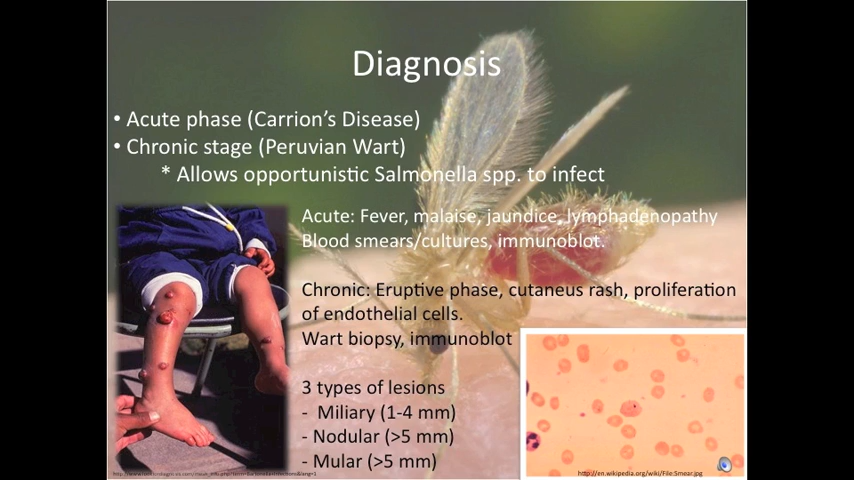 Diagnosis
• Acute phase (Carrion's Disease)
• Chronic stage (Peruvian Wart)
* Allows opportunistic Salmonella spp. to infect
Acute: Fever, malaise, jaundice, lymphadenopathy
Blood smears/cultures, immunoblot.
Chronic: Eruptive phase, cutaneus rash, proliferation
of endothelial cells.
Wart biopsy, immunoblot
3 types of lesions
- Miliary (1-4 mm)
- Nodular (>5 mm)
- Mular (>5 mm)
http://en.wikipedia.org/wiki/File:Smear.jpg